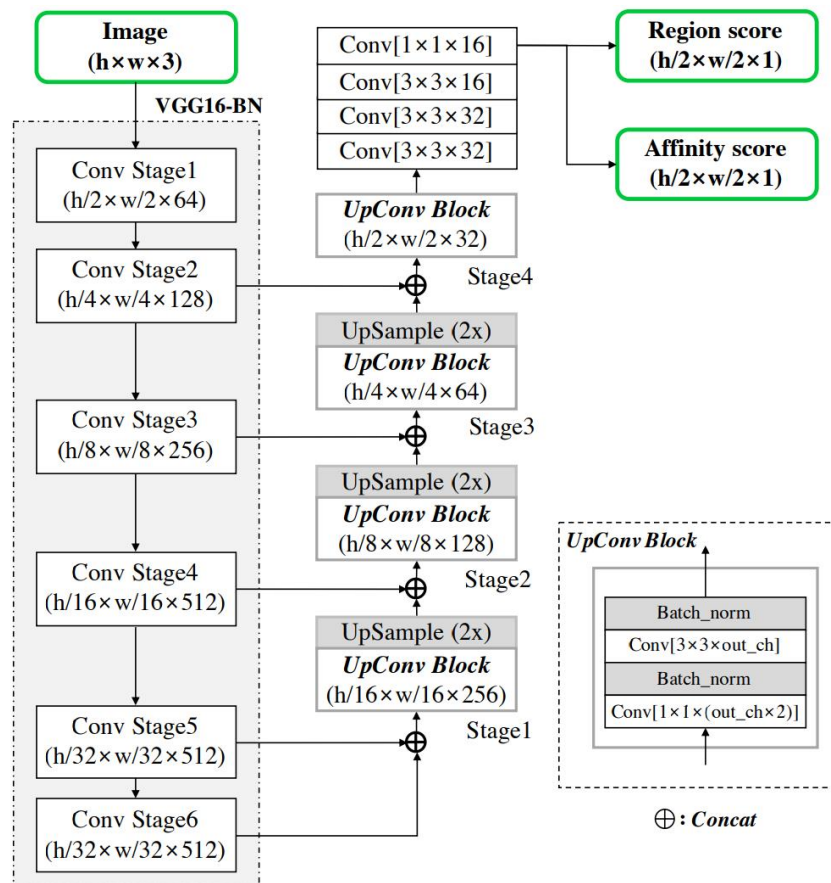 Image
(h×w×3)
VGG16-BN
Conv Stage1
(h/2×w/2×64)
Conv Stage2
(h/4×w/4×128)
Conv Stage3
(h/8×w/8×256)
Conv Stage4
(h/16×w/16×512)
Conv Stage5
(h/32×w/32×512)
Conv Stage6
(h/32×w/32×512)
Conv[1×1×16]
Conv[3×3×16]
Conv[3×3×32]
Conv[3×3×32]
UpConv Block
(h/2×w/2×32)
Stage4
UpSample (2x)
UpConv Block
(h/4×w/4×64)
Stage3
UpSample (2x)
UpConv Block
(h/8×w/8×128)
Stage2
UpSample (2x)
UpConv Block
(h/16×w/16×256)
Stage1
Region score
(h/2×w/2×1)
Affinity score
(h/2×w/2×1)
UpConv Block
Batch_norm
Conv[3×3×out_ch]
Batch_norm
Conv[1×1×(out_ch×2)]
⊕ : Concat